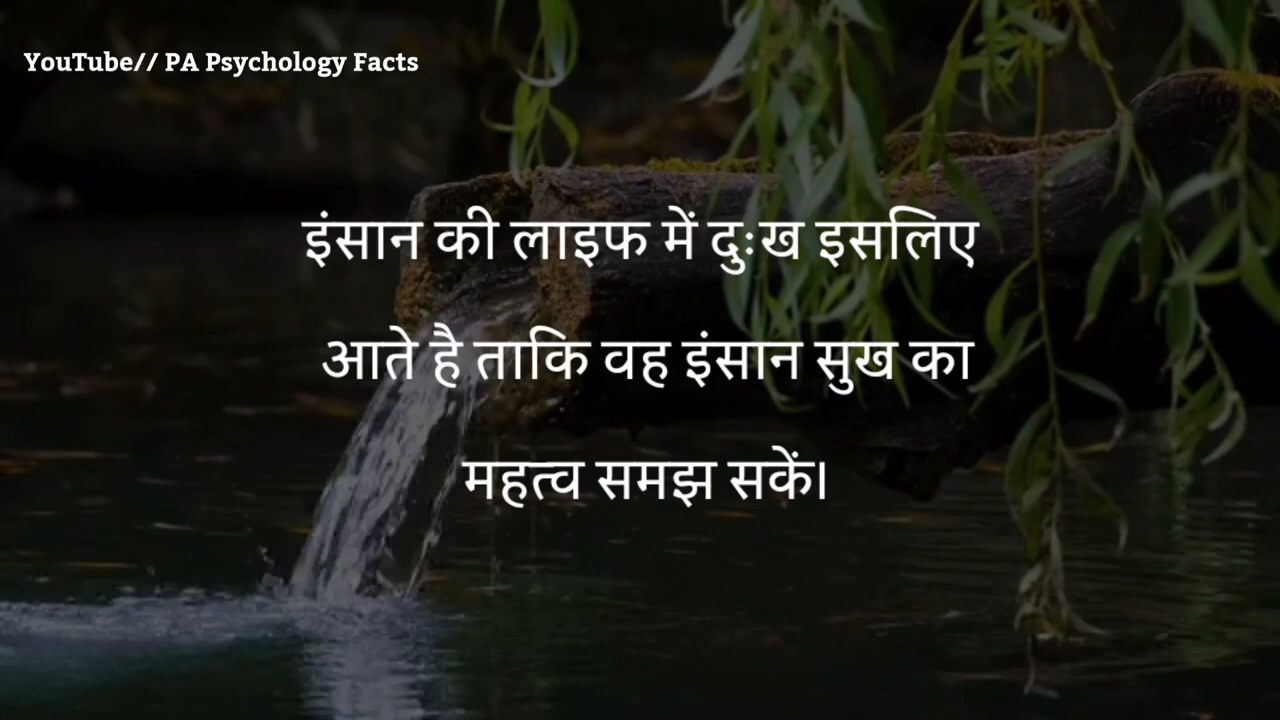 YouTube// PA Psychology Facts
इंसान की लाइफ में दुःख इसलिए
आते है ताकि वह इंसान सुख का
महत्व समझ सकें।